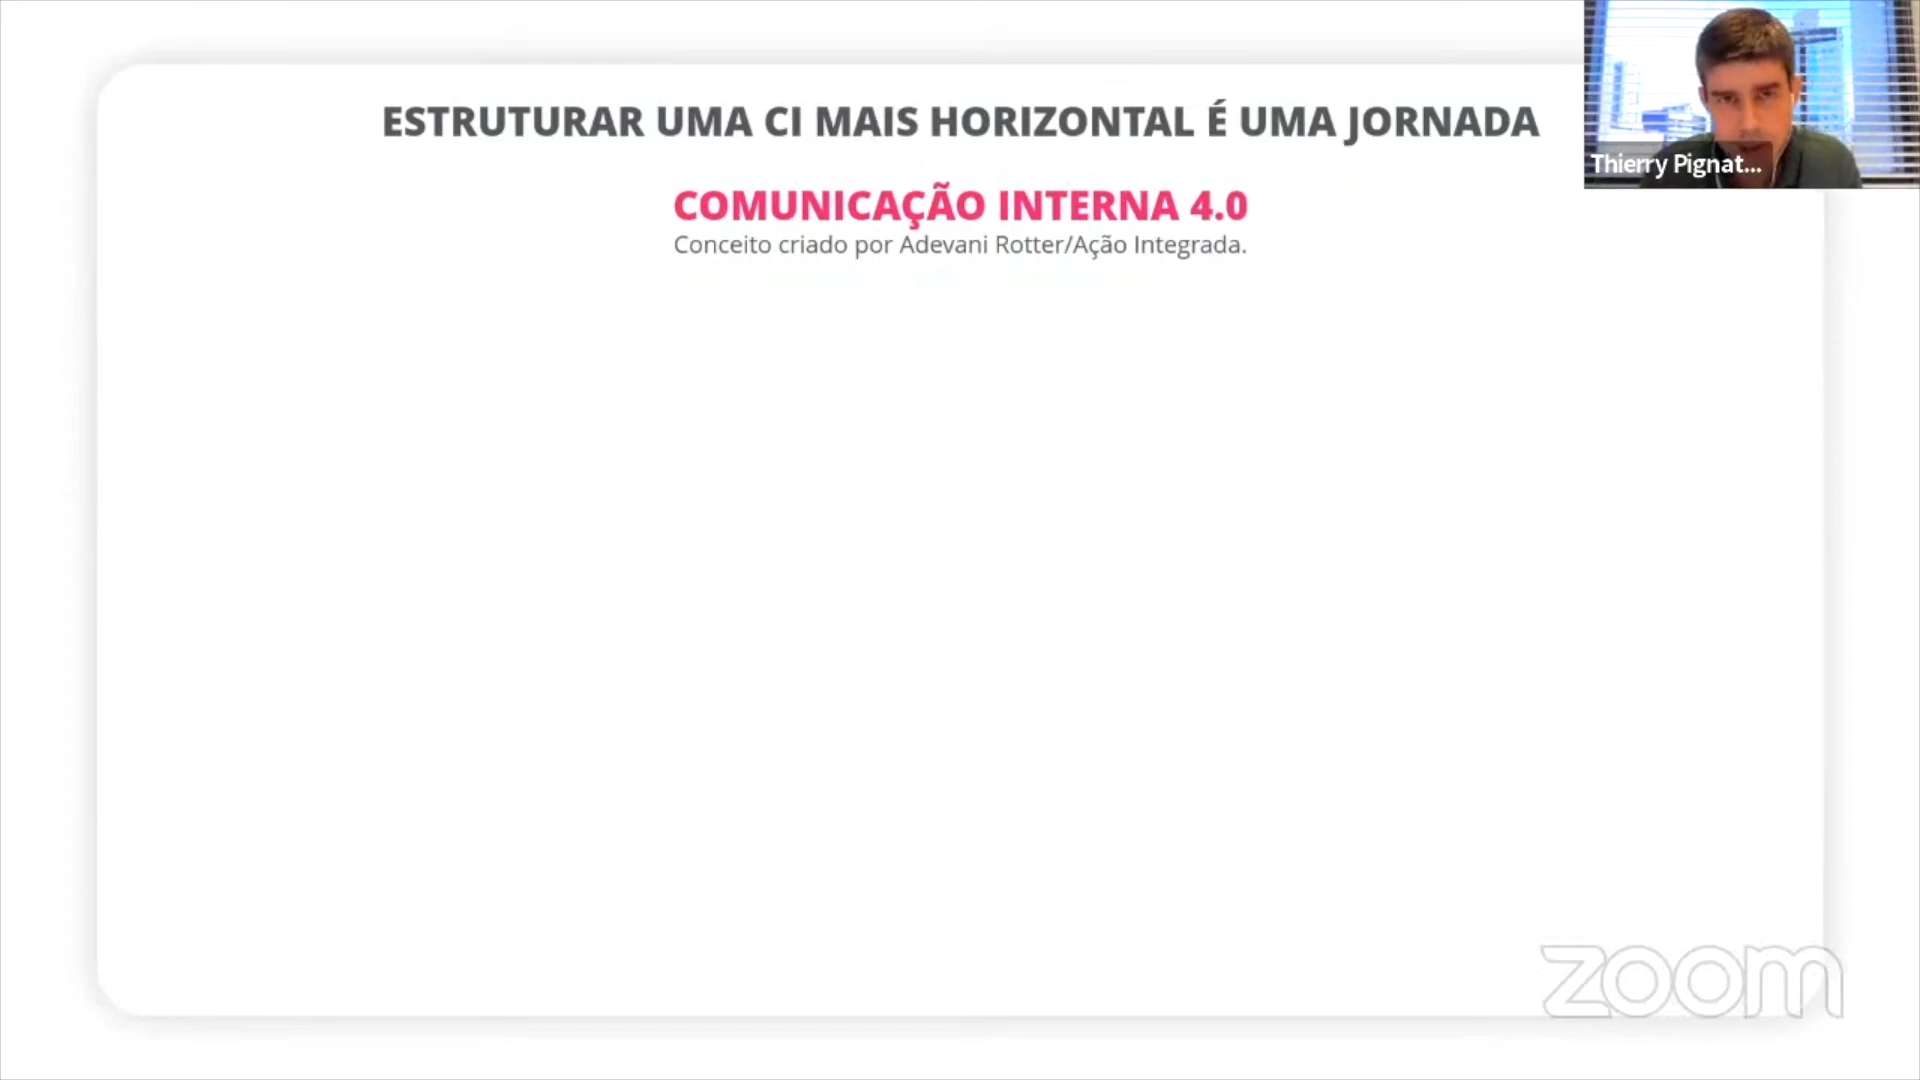 ESTRUTURAR UMA CI MAIS HORIZONTAL É UMA JORNADA
COMUNICAÇÃO INTERNA 4.0
Conceito criado por Adevani Rotter/Ação Integrada.
Thierry Pignat...
zoom